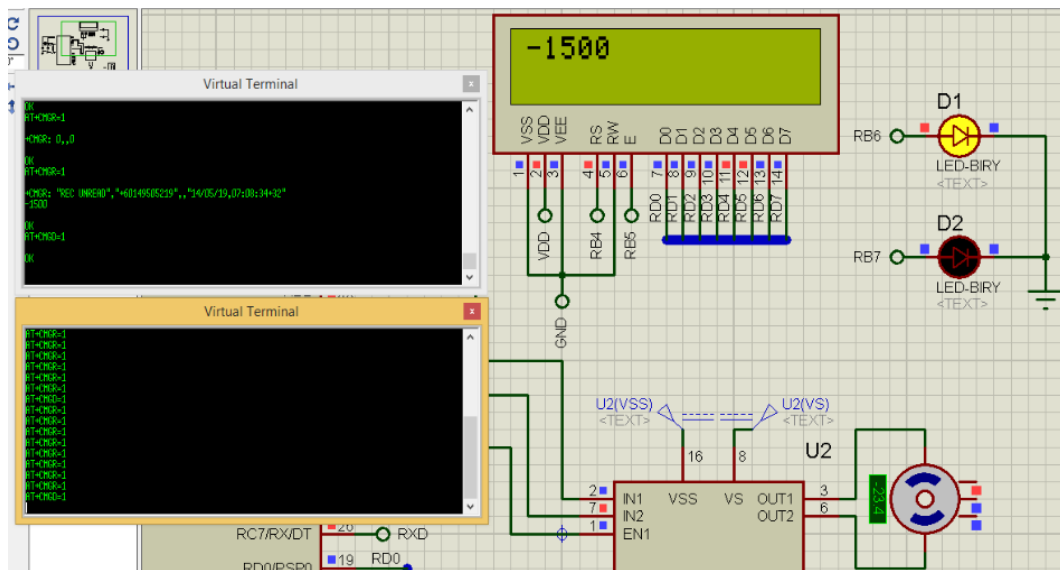 Virtual Terminal
OK
AT+CMGR=1
+CMGR: 0,,0
OK
AT+CMGR=1
+CMGR: "REC UNREAD","+60149505219",,"14/05/19,07:08:34+32"
-1500
OK
AT+CMGD=1
OK
Virtual Terminal
AT+CMGR=1
AT+CMGR=1
AT+CMGR=1
AT+CMGR=1
AT+CMGR=1
AT+CMGR=1
AT+CMGD=1
AT+CMGR=1
AT+CMGR=1
AT+CMGR=1
AT+CMGR=1
AT+CMGR=1
AT+CMGR=1
AT+CMGR=1
AT+CMGR=1
AT+CMGD=1
-1500
VSS VDD VEE RS RW E D0 D1 D2 D3 D4 D5 D6 D7
1 2 3 4 5 6 7 8 9 10 11 12 13 14
RD0 RD1 RD2 RD3 RD4 RD5 RD6 RD7
VDD RB4 RB5
GND
D1
RB6
LED-BIRY
<TEXT>
D2
RB7
LED-BIRY
<TEXT>
U2(VSS) U2(VS)
<TEXT> <TEXT>
U2
16 8
2 IN1 VSS VS OUT1 3
7 IN2 OUT2 6
1 EN1
-23.4
RC7/RX/DT 26 RXD
RD0/PSP0 19 RD0